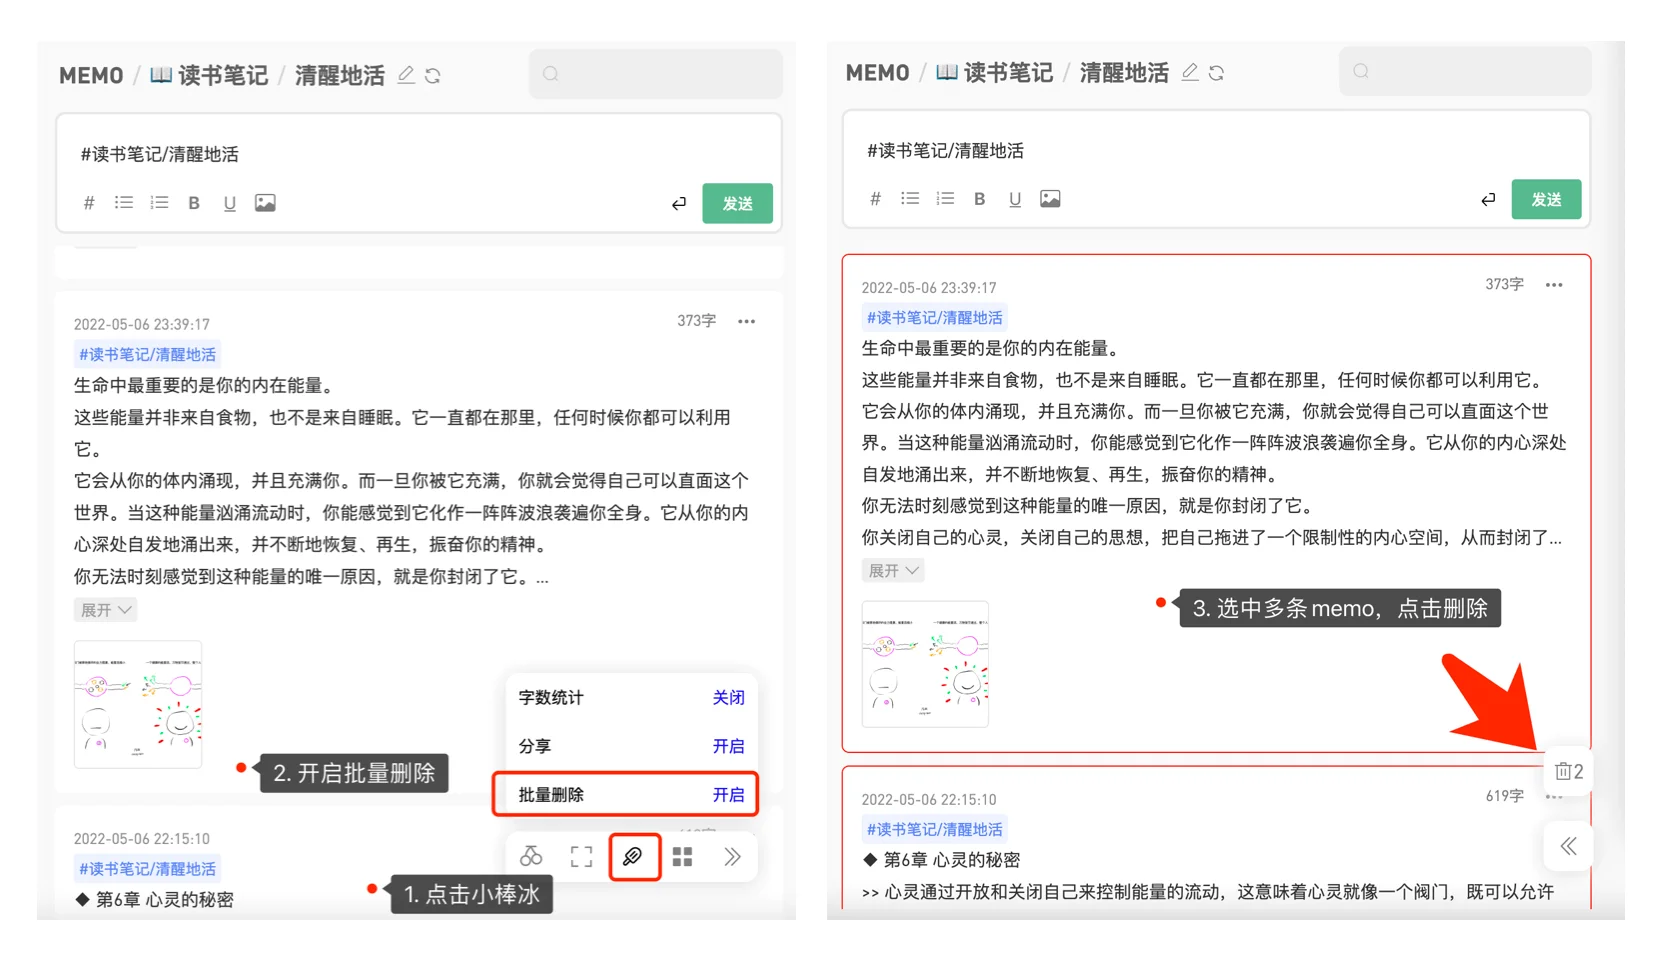 MEMO / 📖 读书笔记 / 清醒地活
#读书笔记/清醒地活
# B U 发送
2022-05-06 23:39:17
373字 •••
#读书笔记/清醒地活
生命中最重要的是你的内在能量。
这些能量并非来自食物，也不是来自睡眠。它一直都在那里，任何时候你都可以利用
它。
它会从你的体内涌现，并且充满你。而一旦你被它充满，你就会觉得自己可以直面这个
世界。当这种能量汹涌流动时，你能感觉到它化作一阵阵波浪袭遍你全身。它从你的内
心深处自发地涌出来，并不断地恢复、再生，振奋你的精神。
你无法时刻感觉到这种能量的唯一原因，就是你封闭了它。...
展开
字数统计 关闭
分享 开启
2. 开启批量删除
批量删除 开启
2022-05-06 22:15:10
#读书笔记/清醒地活
1. 点击小棒冰
◆ 第6章 心灵的秘密
MEMO / 📖 读书笔记 / 清醒地活
#读书笔记/清醒地活
# B U 发送
2022-05-06 23:39:17
373字 •••
#读书笔记/清醒地活
生命中最重要的是你的内在能量。
这些能量并非来自食物，也不是来自睡眠。它一直都在那里，任何时候你都可以利用它。
它会从你的体内涌现，并且充满你。而一旦你被它充满，你就会觉得自己可以直面这个世
界。当这种能量汹涌流动时，你能感觉到它化作一阵阵波浪袭遍你全身。它从你的内心深处
自发地涌出来，并不断地恢复、再生，振奋你的精神。
你无法时刻感觉到这种能量的唯一原因，就是你封闭了它。
你关闭自己的心灵，关闭自己的思想，把自己拖进了一个限制性的内心空间，从而封闭了...
展开
3. 选中多条memo，点击删除
2
2022-05-06 22:15:10
619字
#读书笔记/清醒地活
◆ 第6章 心灵的秘密
>> 心灵通过开放和关闭自己来控制能量的流动，这意味着心灵就像一个阀门，既可以允许